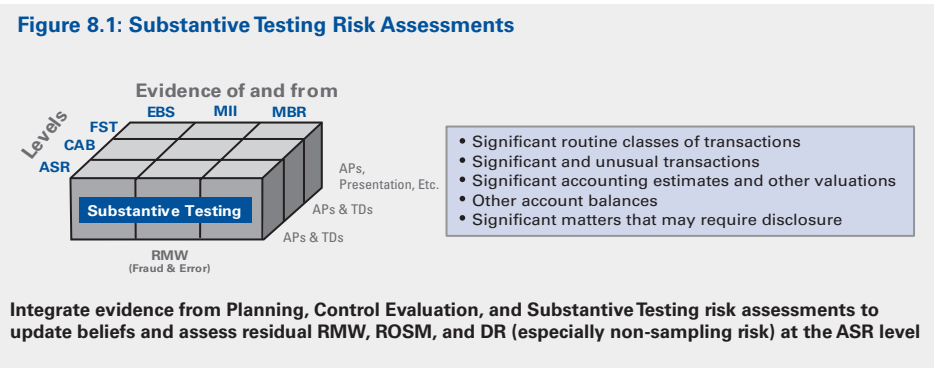 Figure 8.1: Substantive Testing Risk Assessments
Evidence of and from
EBS MII MBR
Levels
FST
CAB
ASR
Substantive Testing
APs,
Presentation, Etc.
APs & TDs
APs & TDs
RMW
(Fraud & Error)
• Significant routine classes of transactions
• Significant and unusual transactions
• Significant accounting estimates and other valuations
• Other account balances
• Significant matters that may require disclosure
Integrate evidence from Planning, Control Evaluation, and Substantive Testing risk assessments to
update beliefs and assess residual RMW, ROSM, and DR (especially non-sampling risk) at the ASR level